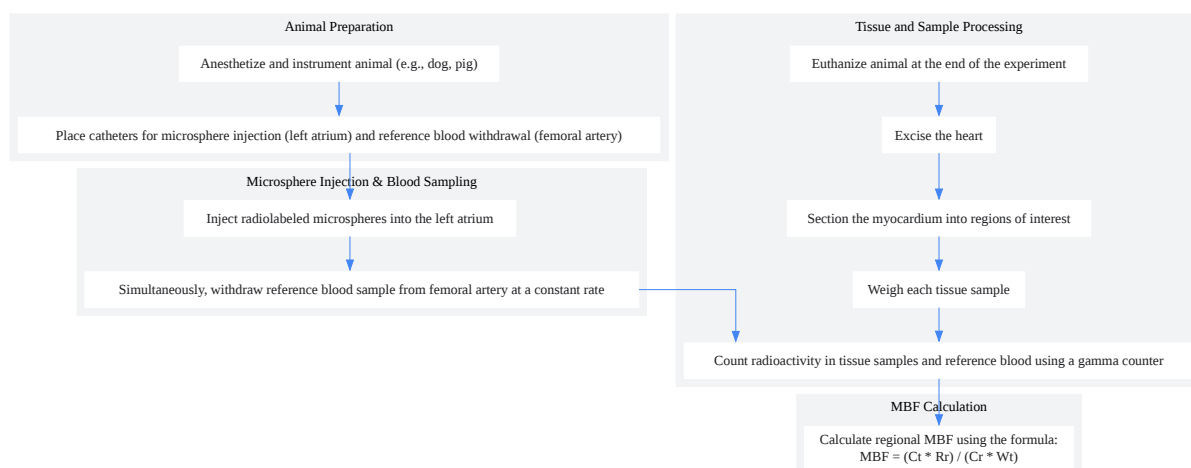 Animal Preparation
Anesthetize and instrument animal (e.g., dog, pig)
Place catheters for microsphere injection (left atrium) and reference blood withdrawal (femoral artery)
Microsphere Injection & Blood Sampling
Inject radiolabeled microspheres into the left atrium
Simultaneously, withdraw reference blood sample from femoral artery at a constant rate
Tissue and Sample Processing
Euthanize animal at the end of the experiment
Excise the heart
Section the myocardium into regions of interest
Weigh each tissue sample
Count radioactivity in tissue samples and reference blood using a gamma counter
MBF Calculation
Calculate regional MBF using the formula:
MBF = (Ct * Rr) / (Cr * Wt)